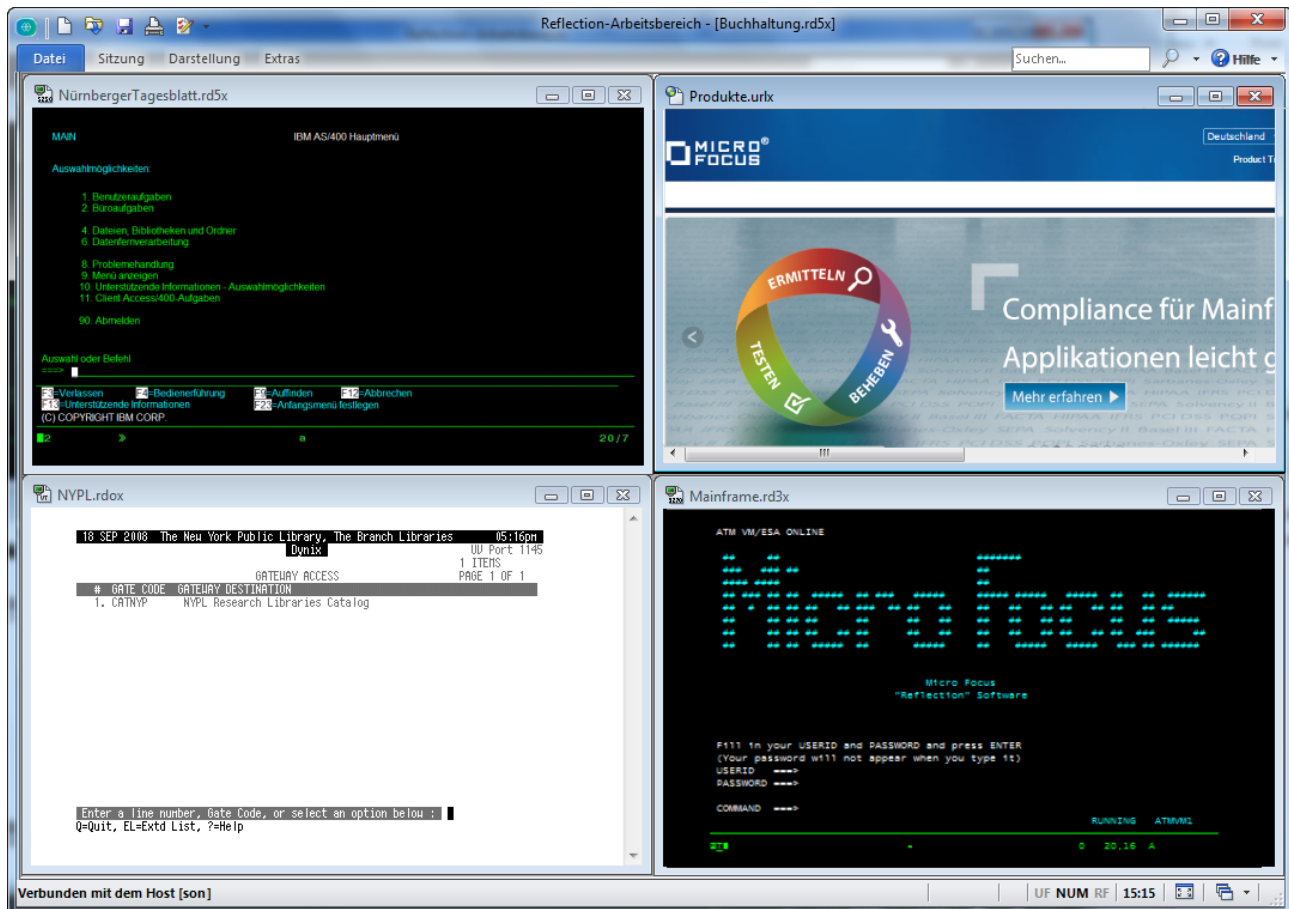 Reflection-Arbeitsbereich - [Buchhaltung.rd5x]
Datei Sitzung Darstellung Extras Suchen... Hilfe
NürnbergerTagesblatt.rd5x
MAIN IBM AS/400 Hauptmenü
Auswahlmöglichkeiten:
1. Benutzeraufgaben
2. Büroaufgaben
4. Dateien, Bibliotheken und Ordner
6. Datenfernverarbeitung
8. Problemehandlung
9. Menü anzeigen
10. Unterstützende Informationen - Auswahlmöglichkeiten
11. Client Access/400-Aufgaben
90. Abmelden
Auswahl oder Befehl
===>
F3=Verlassen F4=Bedienerführung F9=Auffinden F12=Abbrechen
F13=Unterstützende Informationen F23=Anfangsmenü festlegen
(C) COPYRIGHT IBM CORP.
2 a 20/7
Produkte.urlx
MICRO FOCUS®
Deutschland
Product
ERMITTELN
TESTEN
BEHEBEN
Compliance für Mainf
Applikationen leicht g
Mehr erfahren
NYPL.rdox
18 SEP 2008 The New York Public Library, The Branch Libraries 05:16pm
Dynix UV Port 1145
1 ITEMS
GATEWAY ACCESS PAGE 1 OF 1
# GATE CODE GATEWAY DESTINATION
1. CATNYP NYPL Research Libraries Catalog
Enter a line number, Gate Code, or select an option below :
Q=Quit, EL=Extd List, ?=Help
Mainframe.rd3x
ATM VM/ESA ONLINE
Micro Focus
Micro Focus
"Reflection" Software
Fill in your USERID and PASSWORD and press ENTER
(Your password will not appear when you type it)
USERID ===>
PASSWORD ===>
COMMAND ===>
RUNNING ATMVM1
0 20,16 A
Verbunden mit dem Host [son] UF NUM RF 15:15